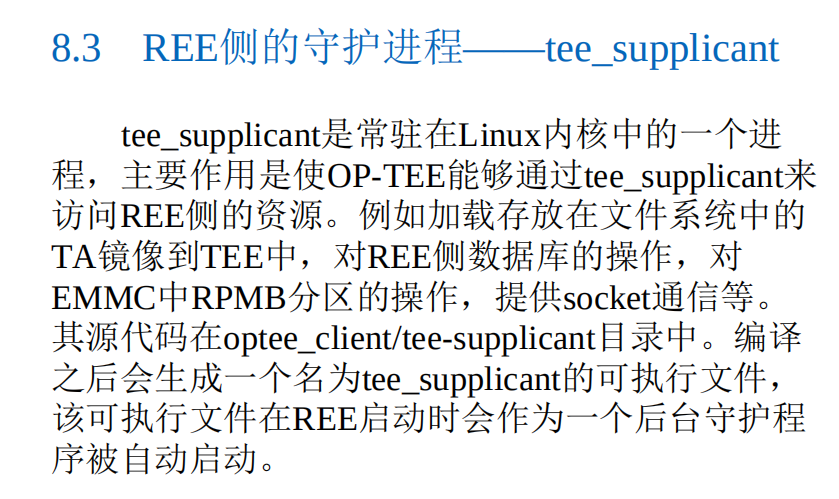 8.3 REE侧的守护进程——tee_supplicant
tee_supplicant是常驻在Linux内核中的一个进
程，主要作用是使OP-TEE能够通过tee_supplicant来
访问REE侧的资源。例如加载存放在文件系统中的
TA镜像到TEE中，对REE侧数据库的操作，对
EMMC中RPMB分区的操作，提供socket通信等。
其源代码在optee_client/tee-supplicant目录中。编译
之后会生成一个名为tee_supplicant的可执行文件，
该可执行文件在REE启动时会作为一个后台守护程
序被自动启动。